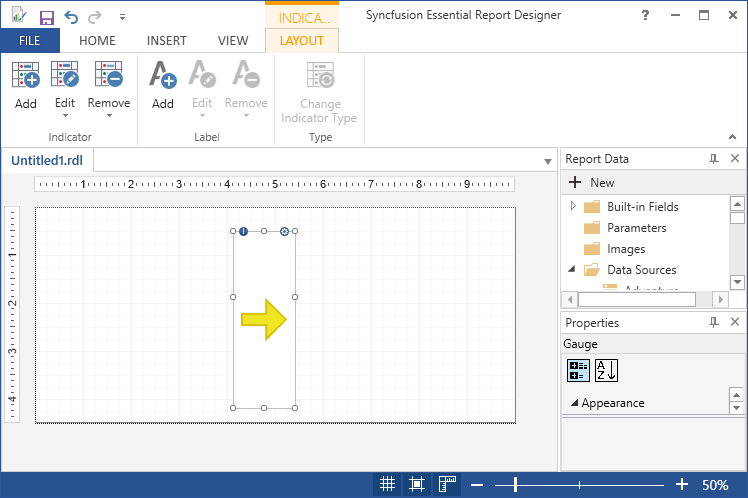 INDICA...
Syncfusion Essential Report Designer
?
FILE
HOME
INSERT
VIEW
LAYOUT
Add
Edit
Remove
Add
Edit
Remove
Change
Indicator Type
Indicator
Label
Type
Untitled1.rdl
Report Data
1 2 3 4 5 6 7 8 9
New
Built-in Fields
Parameters
Images
Data Sources
1
2
3
4
Properties
Gauge
A
Z
Appearance
50%